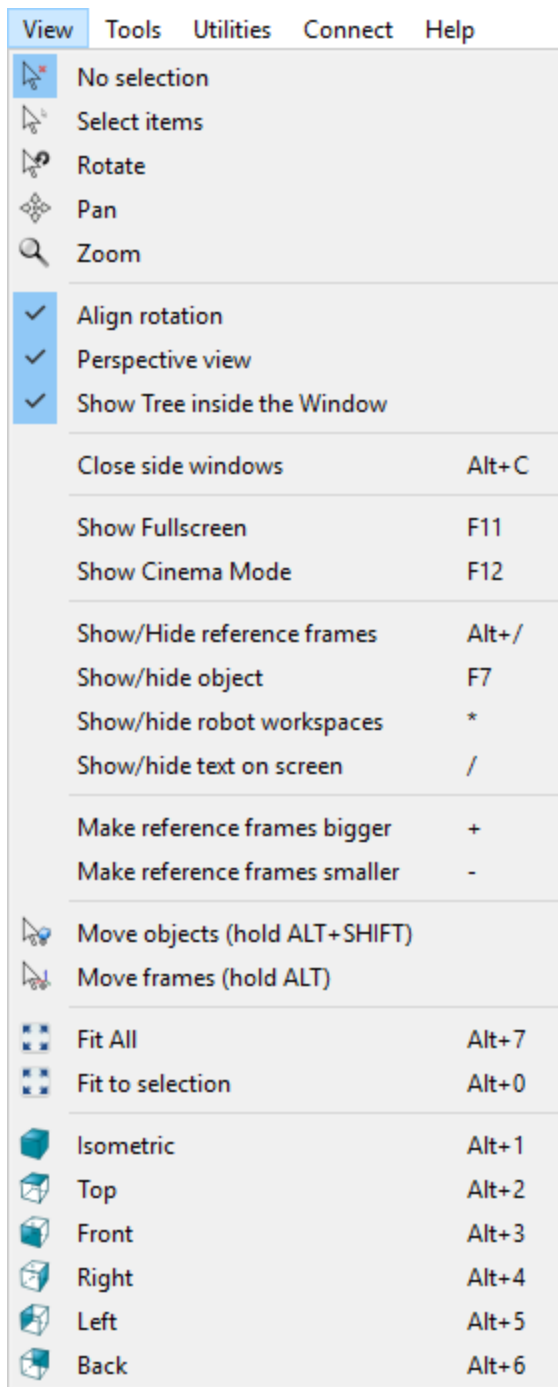 View Tools Utilities Connect Help
No selection
Select items
Rotate
Pan
Zoom
Align rotation
Perspective view
Show Tree inside the Window
Close side windows Alt+C
Show Fullscreen F11
Show Cinema Mode F12
Show/Hide reference frames Alt+/
Show/hide object F7
Show/hide robot workspaces *
Show/hide text on screen /
Make reference frames bigger +
Make reference frames smaller -
Move objects (hold ALT+SHIFT)
Move frames (hold ALT)
Fit All Alt+7
Fit to selection Alt+0
Isometric Alt+1
Top Alt+2
Front Alt+3
Right Alt+4
Left Alt+5
Back Alt+6